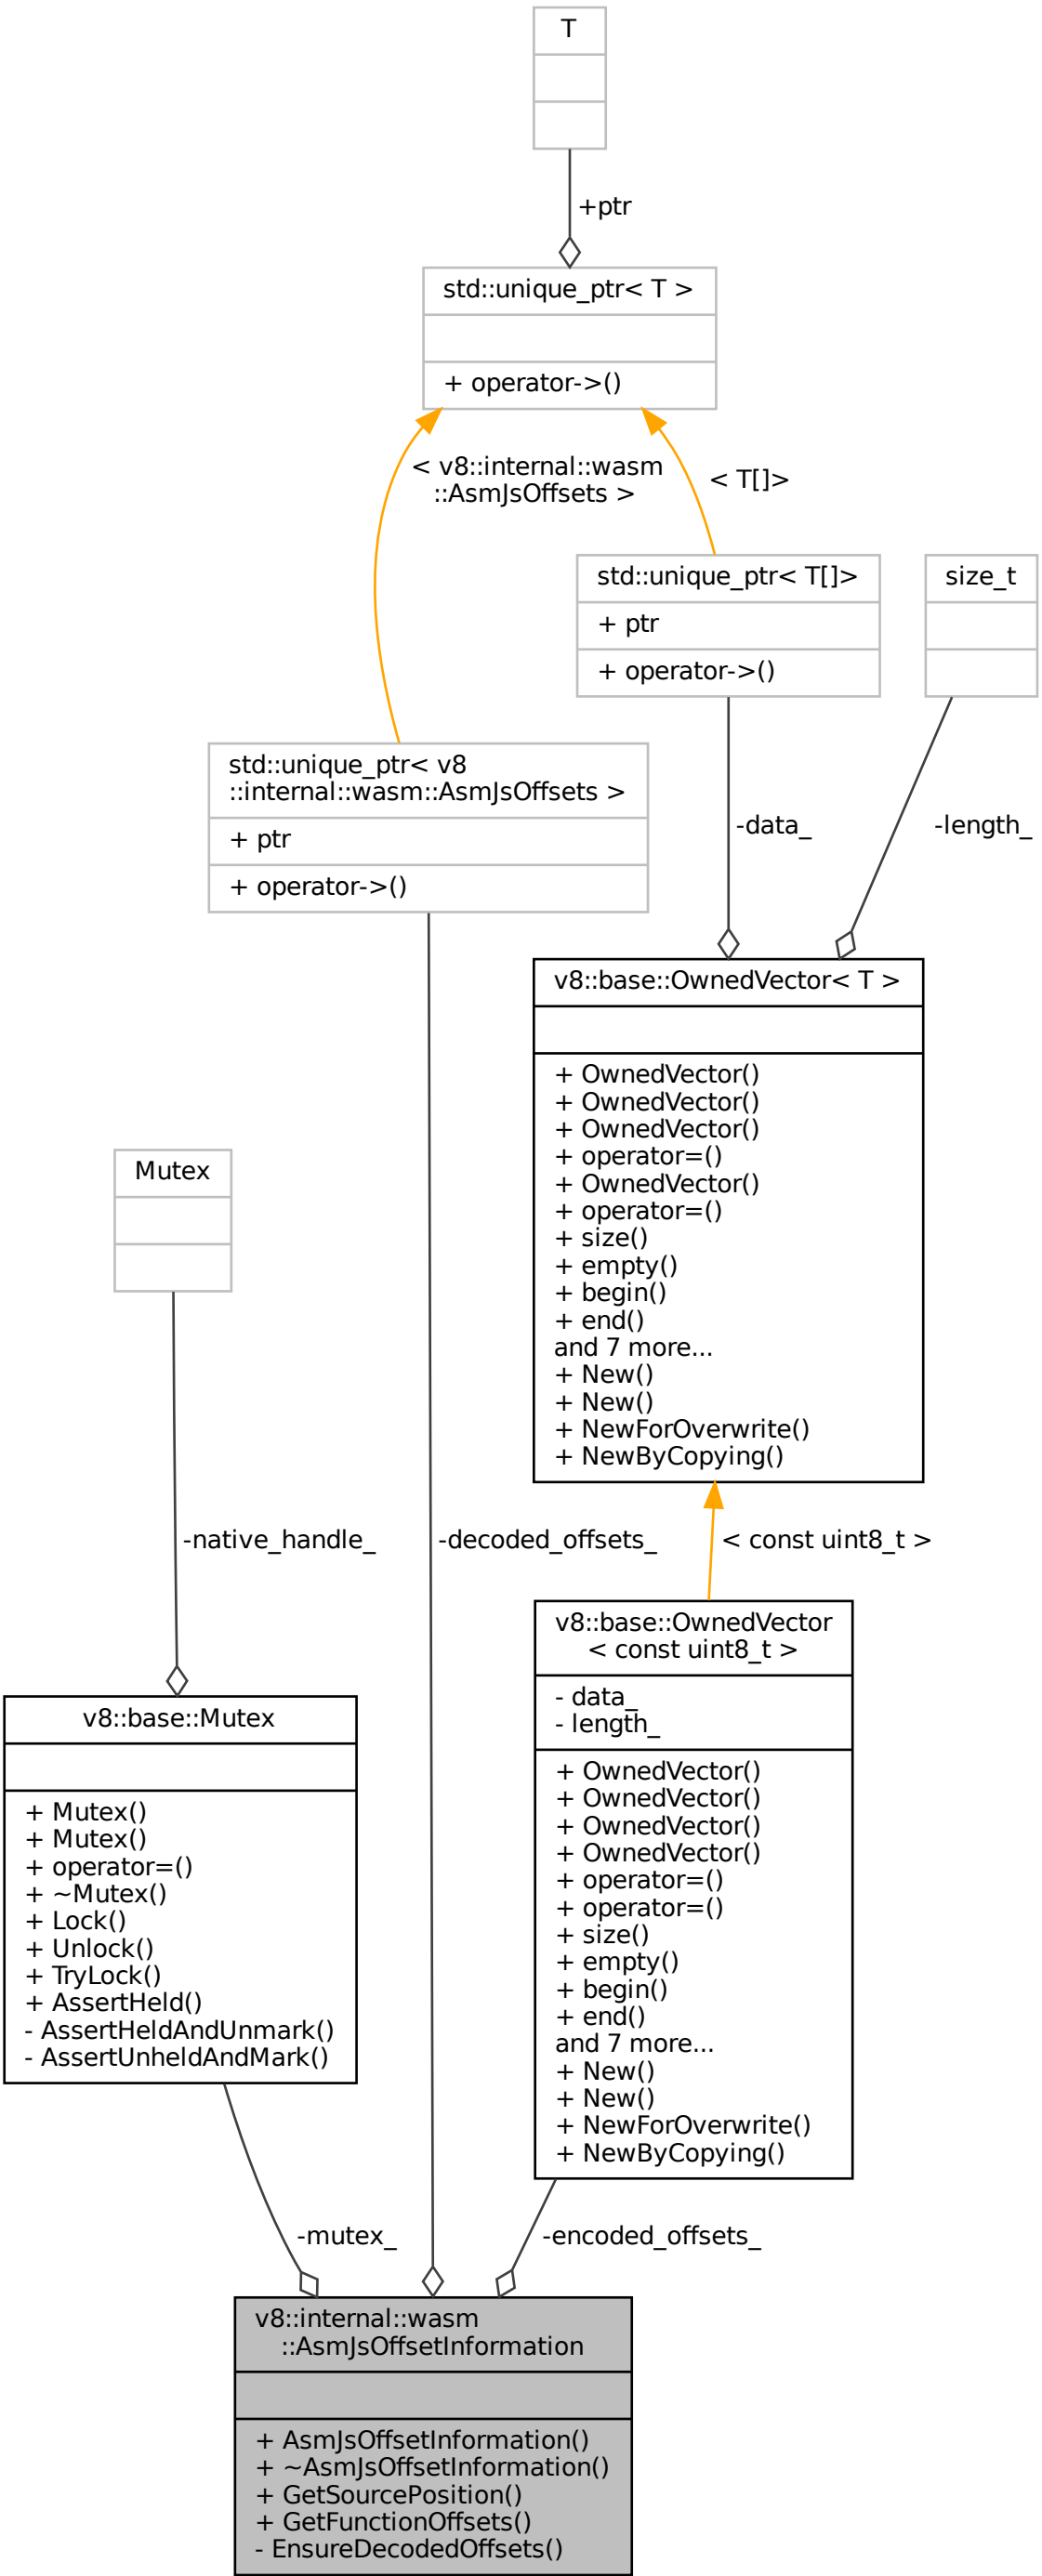 T
+ptr
std::unique_ptr< T >
+ operator->()
< v8::internal::wasm
::AsmJsOffsets >
< T[]>
std::unique_ptr< T[]>
+ ptr
+ operator->()
size_t
std::unique_ptr< v8
::internal::wasm::AsmJsOffsets >
+ ptr
+ operator->()
-data_
-length_
v8::base::OwnedVector< T >
+ OwnedVector()
+ OwnedVector()
+ OwnedVector()
+ operator=()
+ OwnedVector()
+ operator=()
+ size()
+ empty()
+ begin()
+ end()
and 7 more...
+ New()
+ New()
+ NewForOverwrite()
+ NewByCopying()
Mutex
-native_handle_
-decoded_offsets_
< const uint8_t >
v8::base::OwnedVector
< const uint8_t >
- data_
- length_
+ OwnedVector()
+ OwnedVector()
+ OwnedVector()
+ OwnedVector()
+ operator=()
+ operator=()
+ size()
+ empty()
+ begin()
+ end()
and 7 more...
+ New()
+ New()
+ NewForOverwrite()
+ NewByCopying()
v8::base::Mutex
+ Mutex()
+ Mutex()
+ operator=()
+ ~Mutex()
+ Lock()
+ Unlock()
+ TryLock()
+ AssertHeld()
- AssertHeldAndUnmark()
- AssertUnheldAndMark()
-mutex_
-encoded_offsets_
v8::internal::wasm
::AsmJsOffsetInformation
+ AsmJsOffsetInformation()
+ ~AsmJsOffsetInformation()
+ GetSourcePosition()
+ GetFunctionOffsets()
- EnsureDecodedOffsets()